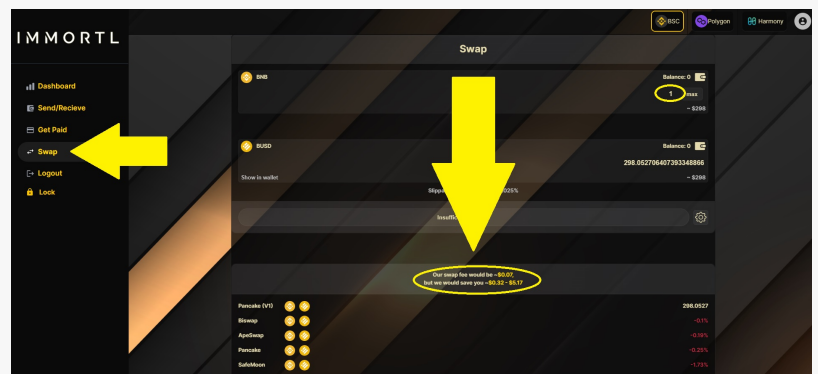 BSC
Polygon
Harmony
IMMORTL
Swap
Dashboard
Send/Recieve
Get Paid
Swap
Logout
Lock
BNB
Balance: 0
1
max
~ $298
BUSD
Balance: 0
298.052706407393348866
Show in wallet
~ $298
025%
Our swap fee would be ~$0.07,
but we would save you ~$0.32 - $5.17
Pancake (V1)
298.0527
Biswap
-0.1%
ApeSwap
-0.19%
Pancake
-0.25%
SafeMoon
-1.73%